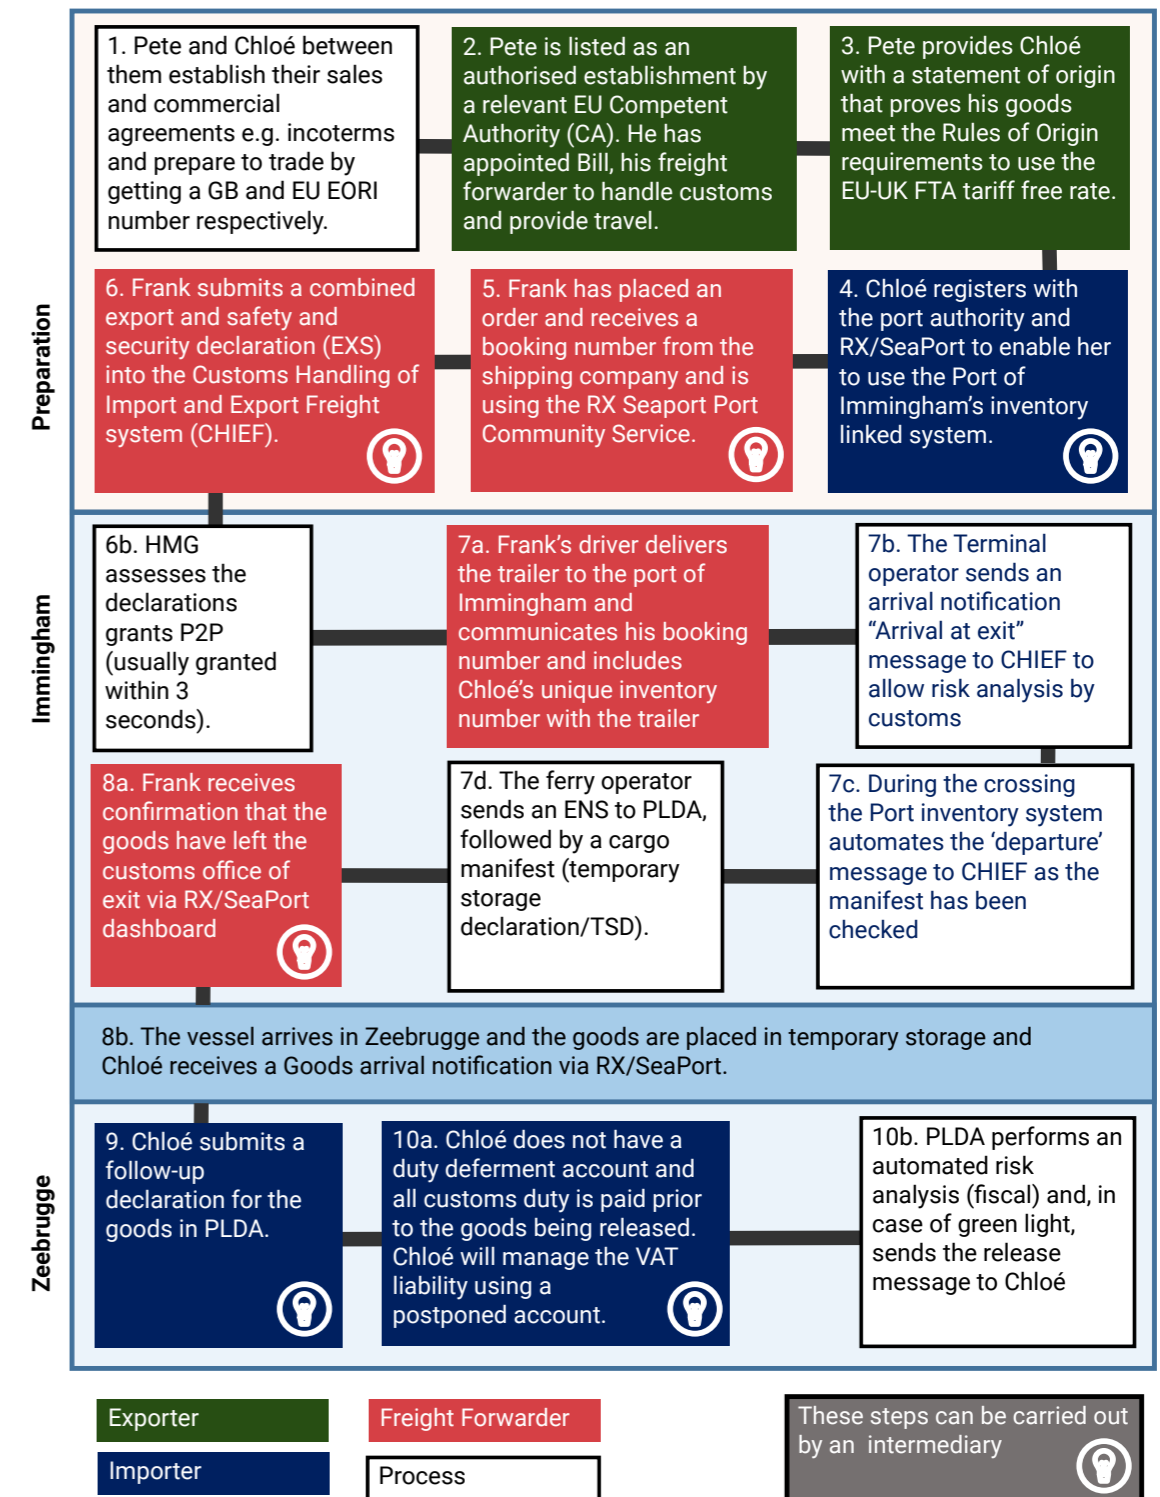 Preparation
1. Pete and Chloé between
them establish their sales
and commercial
agreements e.g. incoterms
and prepare to trade by
getting a GB and EU EORI
number respectively.
2. Pete is listed as an
authorised establishment by
a relevant EU Competent
Authority (CA). He has
appointed Bill, his freight
forwarder to handle customs
and provide travel.
3. Pete provides Chloé
with a statement of origin
that proves his goods
meet the Rules of Origin
requirements to use the
EU-UK FTA tariff free rate.
4. Chloé registers with
the port authority and
RX/SeaPort to enable her
to use the Port of
Immingham’s inventory
linked system.
5. Frank has placed an
order and receives a
booking number from the
shipping company and is
using the RX Seaport Port
Community Service.
6. Frank submits a combined
export and safety and
security declaration (EXS)
into the Customs Handling of
Import and Export Freight
system (CHIEF).
Immingham
6b. HMG
assesses the
declarations
grants P2P
(usually granted
within 3
seconds).
7a. Frank’s driver delivers
the trailer to the port of
Immingham and
communicates his booking
number and includes
Chloé’s unique inventory
number with the trailer
7b. The Terminal
operator sends an
arrival notification
“Arrival at exit”
message to CHIEF to
allow risk analysis by
customs
7c. During the crossing
the Port inventory system
automates the ‘departure’
message to CHIEF as the
manifest has been
checked
7d. The ferry operator
sends an ENS to PLDA,
followed by a cargo
manifest (temporary
storage
declaration/TSD).
8a. Frank receives
confirmation that the
goods have left the
customs office of
exit via RX/SeaPort
dashboard
8b. The vessel arrives in Zeebrugge and the goods are placed in temporary storage and
Chloé receives a Goods arrival notification via RX/SeaPort.
Zeebrugge
9. Chloé submits a
follow-up
declaration for the
goods in PLDA.
10a. Chloé does not have a
duty deferment account and
all customs duty is paid prior
to the goods being released.
Chloé will manage the VAT
liability using a
postponed account.
10b. PLDA performs an
automated risk
analysis (fiscal) and, in
case of green light,
sends the release
message to Chloé
Exporter
Freight Forwarder
Importer
Process
These steps can be carried out
by an intermediary